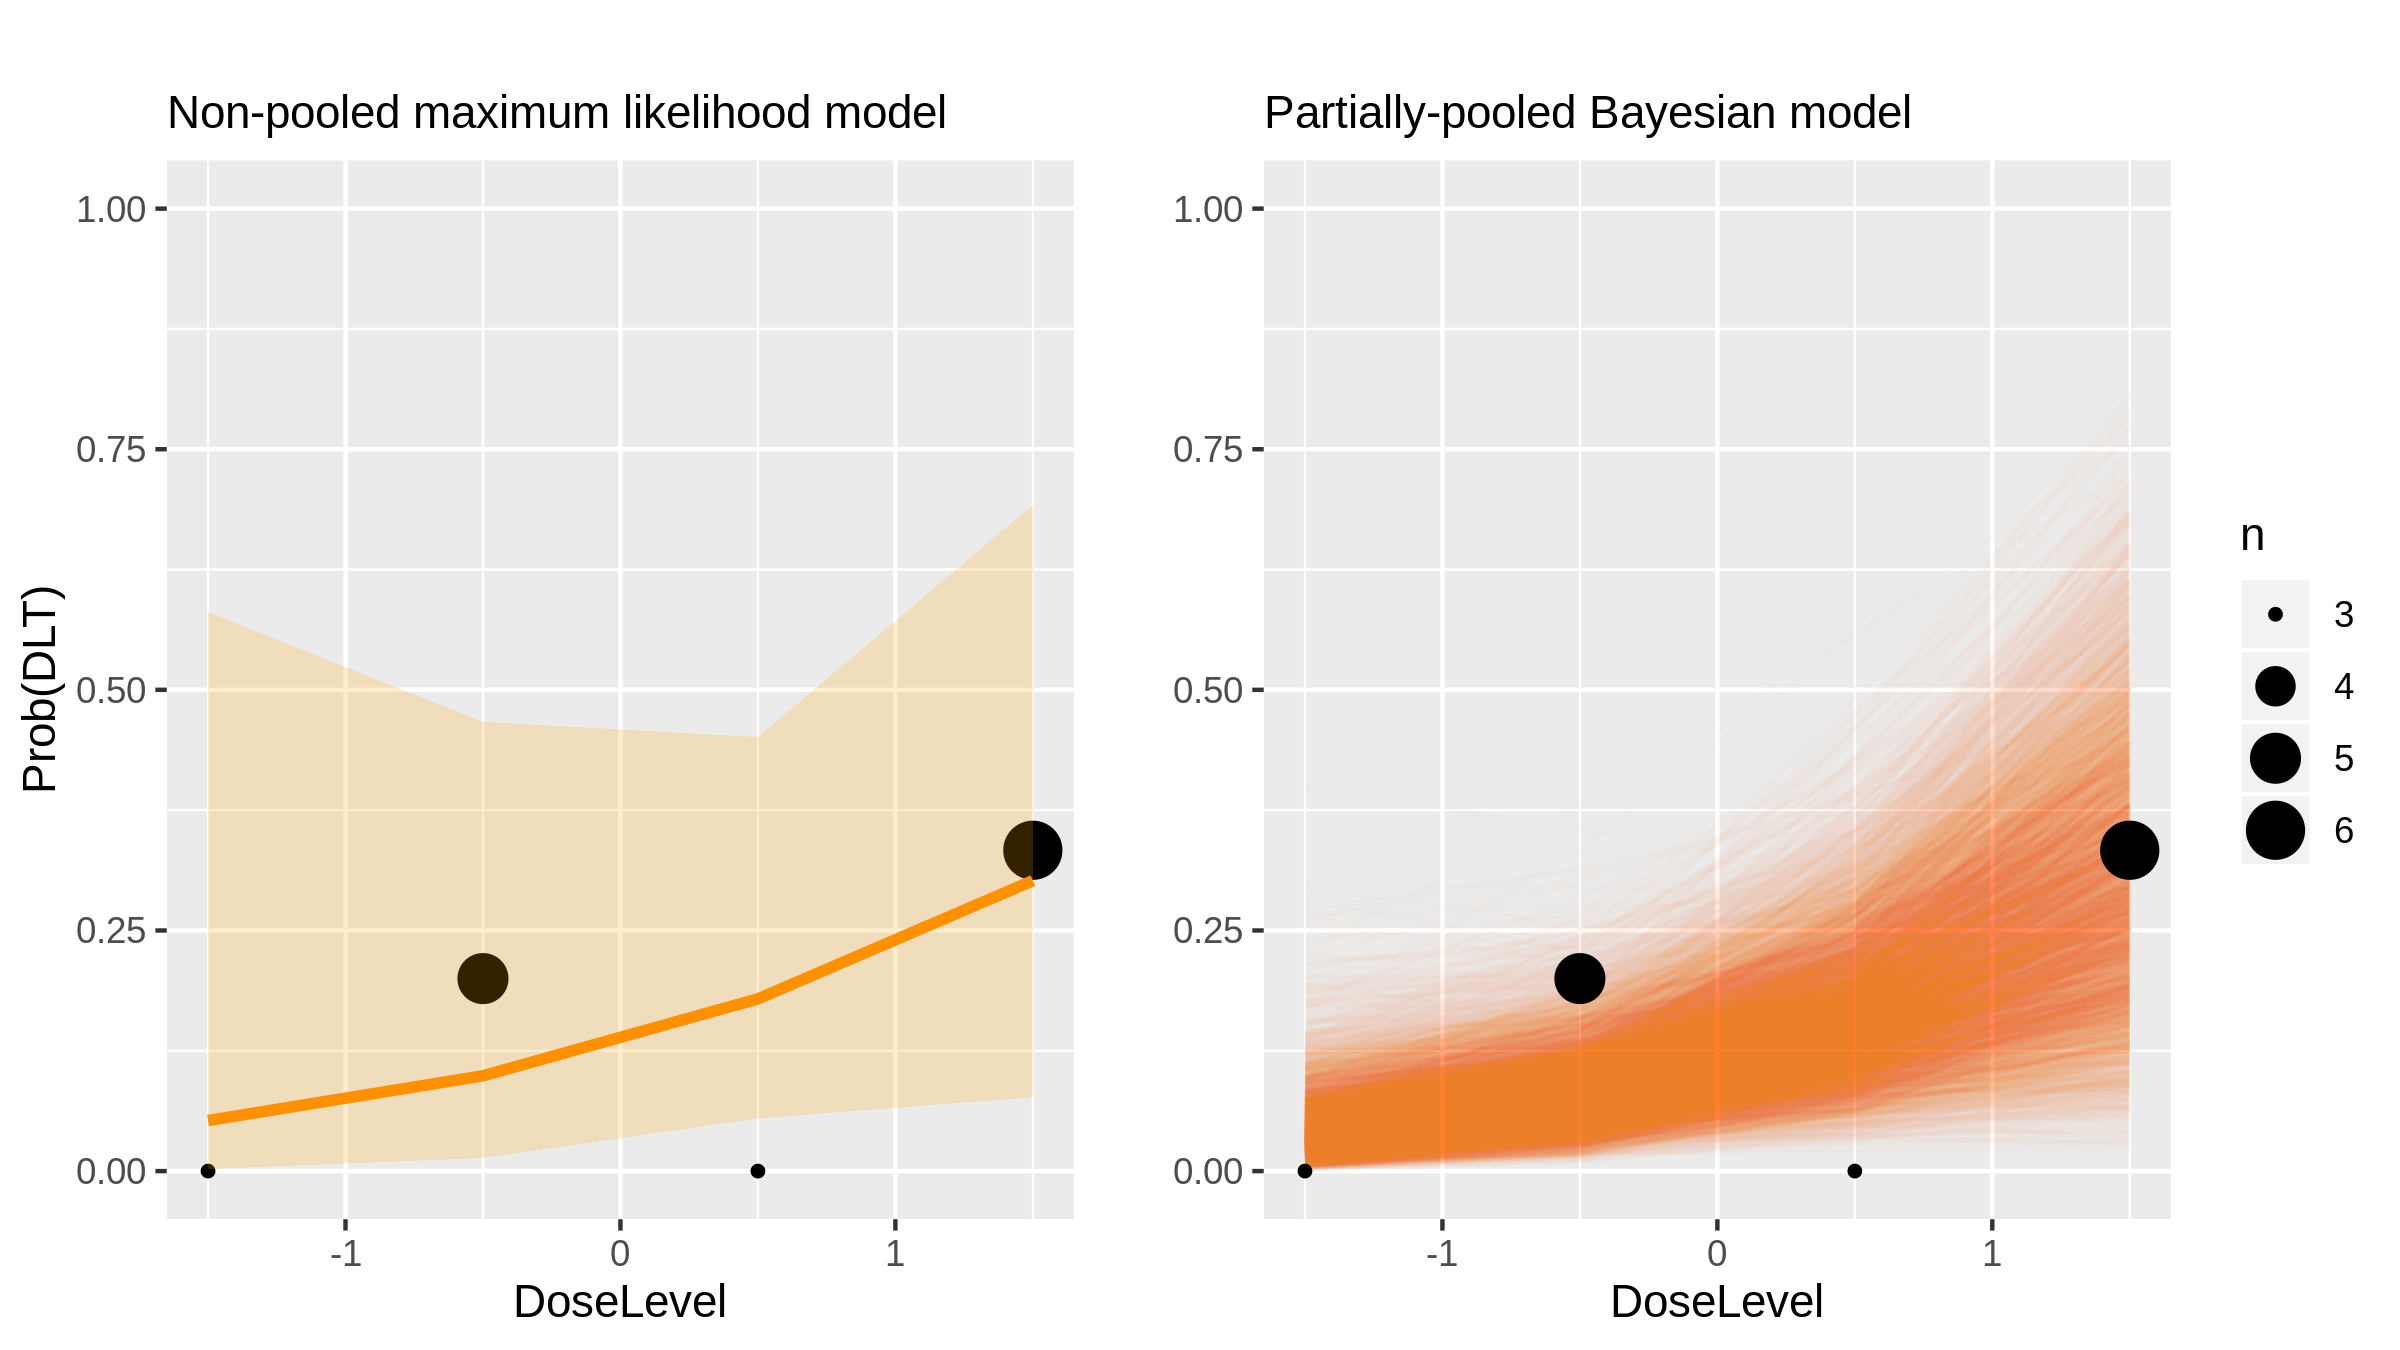 Non-pooled maximum likelihood model
Prob(DLT)
1.00
0.75
0.50
0.25
0.00
-1 0 1
DoseLevel
Partially-pooled Bayesian model
1.00
0.75
0.50
0.25
0.00
-1 0 1
DoseLevel
n
3
4
5
6